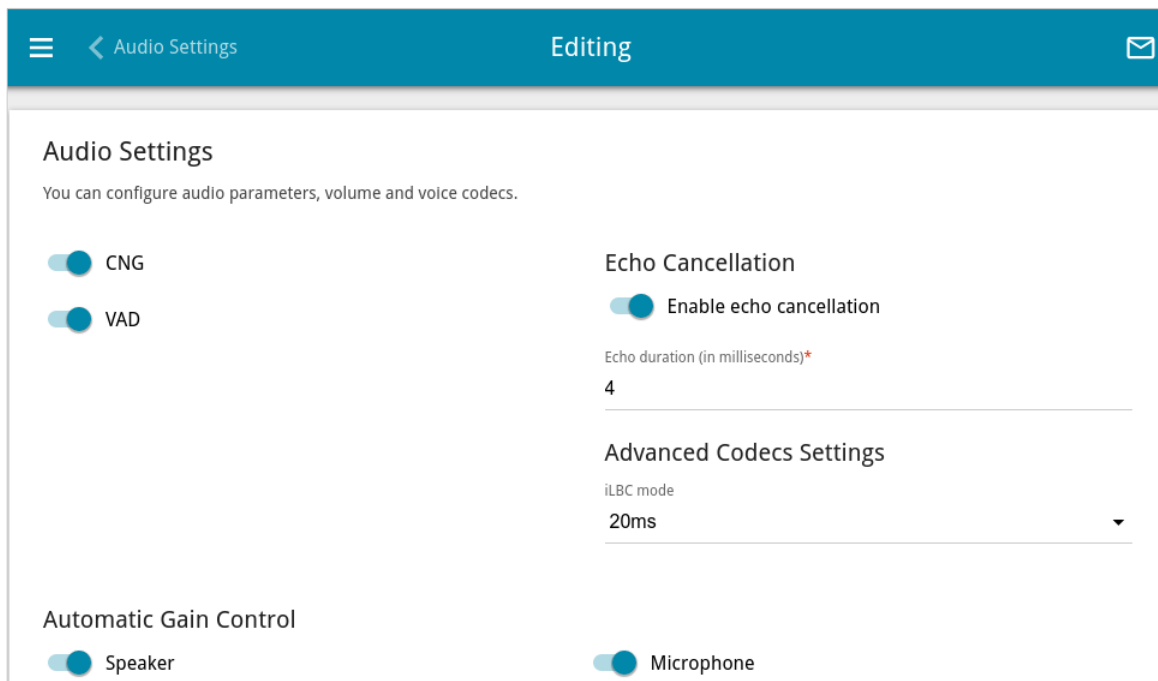 Audio Settings
Editing
Audio Settings
You can configure audio parameters, volume and voice codecs.
CNG
VAD
Echo Cancellation
Enable echo cancellation
Echo duration (in milliseconds)*
4
Advanced Codecs Settings
iLBC mode
20ms
Automatic Gain Control
Speaker
Microphone